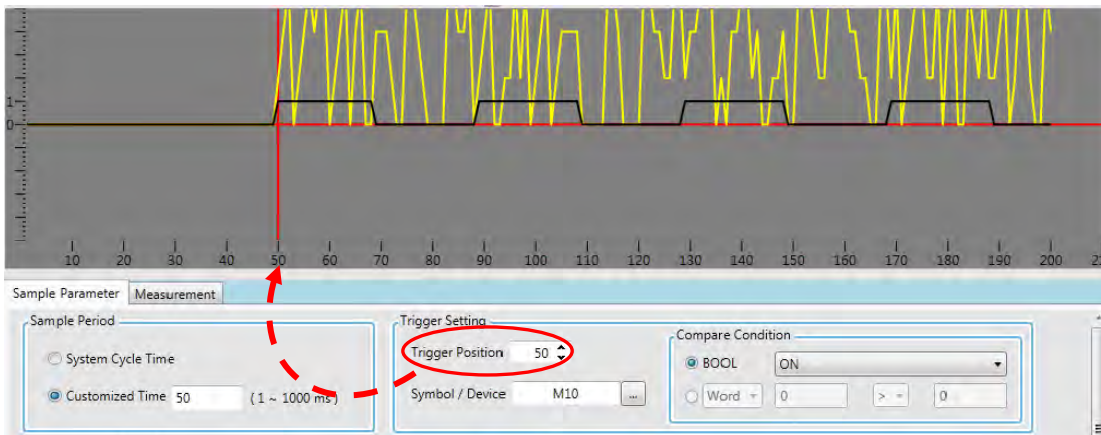 1
0
10 20 30 40 50 60 70 80 90 100 110 120 130 140 150 160 170 180 190 200
Sample Parameter Measurement
Sample Period
System Cycle Time
Customized Time 50 ( 1 ~ 1000 ms )
Trigger Setting
Trigger Position 50
Symbol / Device M10 ...
Compare Condition
BOOL ON
Word 0 > 0